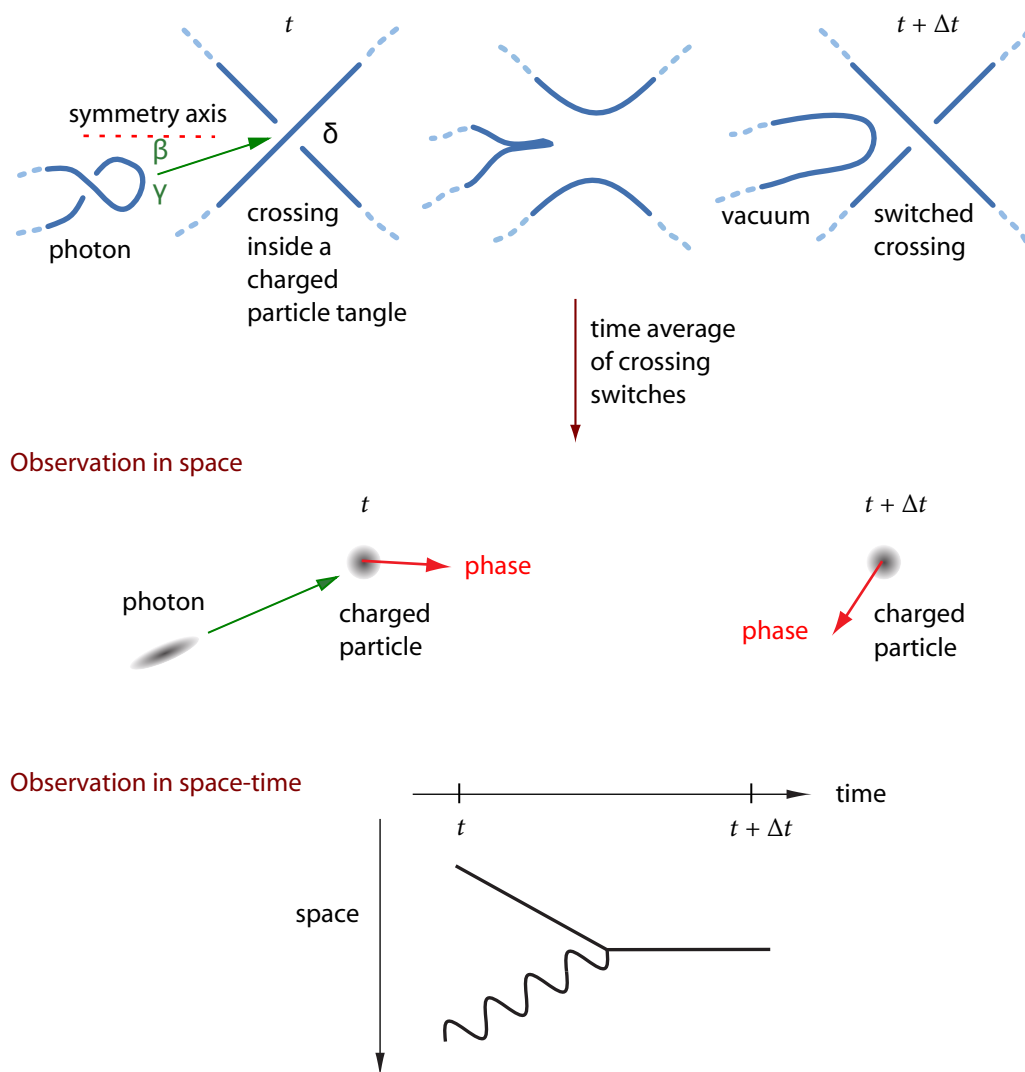 t
t + Δt
symmetry axis
β
δ
γ
photon
crossing
inside a
charged
particle tangle
vacuum
switched
crossing
time average
of crossing
switches
Observation in space
t
t + Δt
phase
photon
charged
particle
phase
charged
particle
Observation in space-time
time
t
t + Δt
space